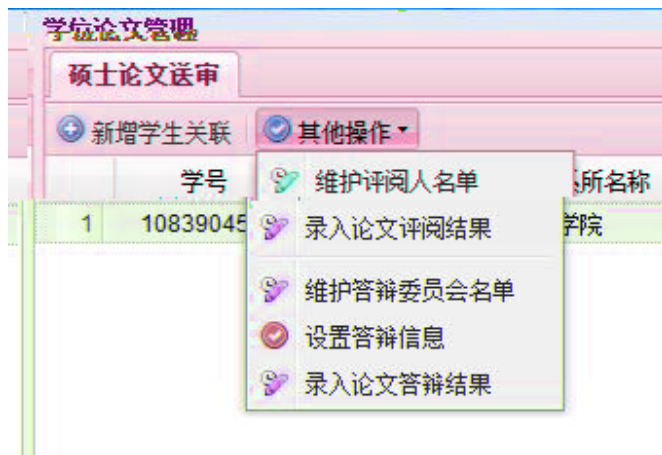 学位论文管理
硕士论文送审
新增学生关联 其他操作
学号 维护评阅人名单 所名称
1 10839045 录入论文评阅结果 学院
维护答辩委员会名单
设置答辩信息
录入论文答辩结果